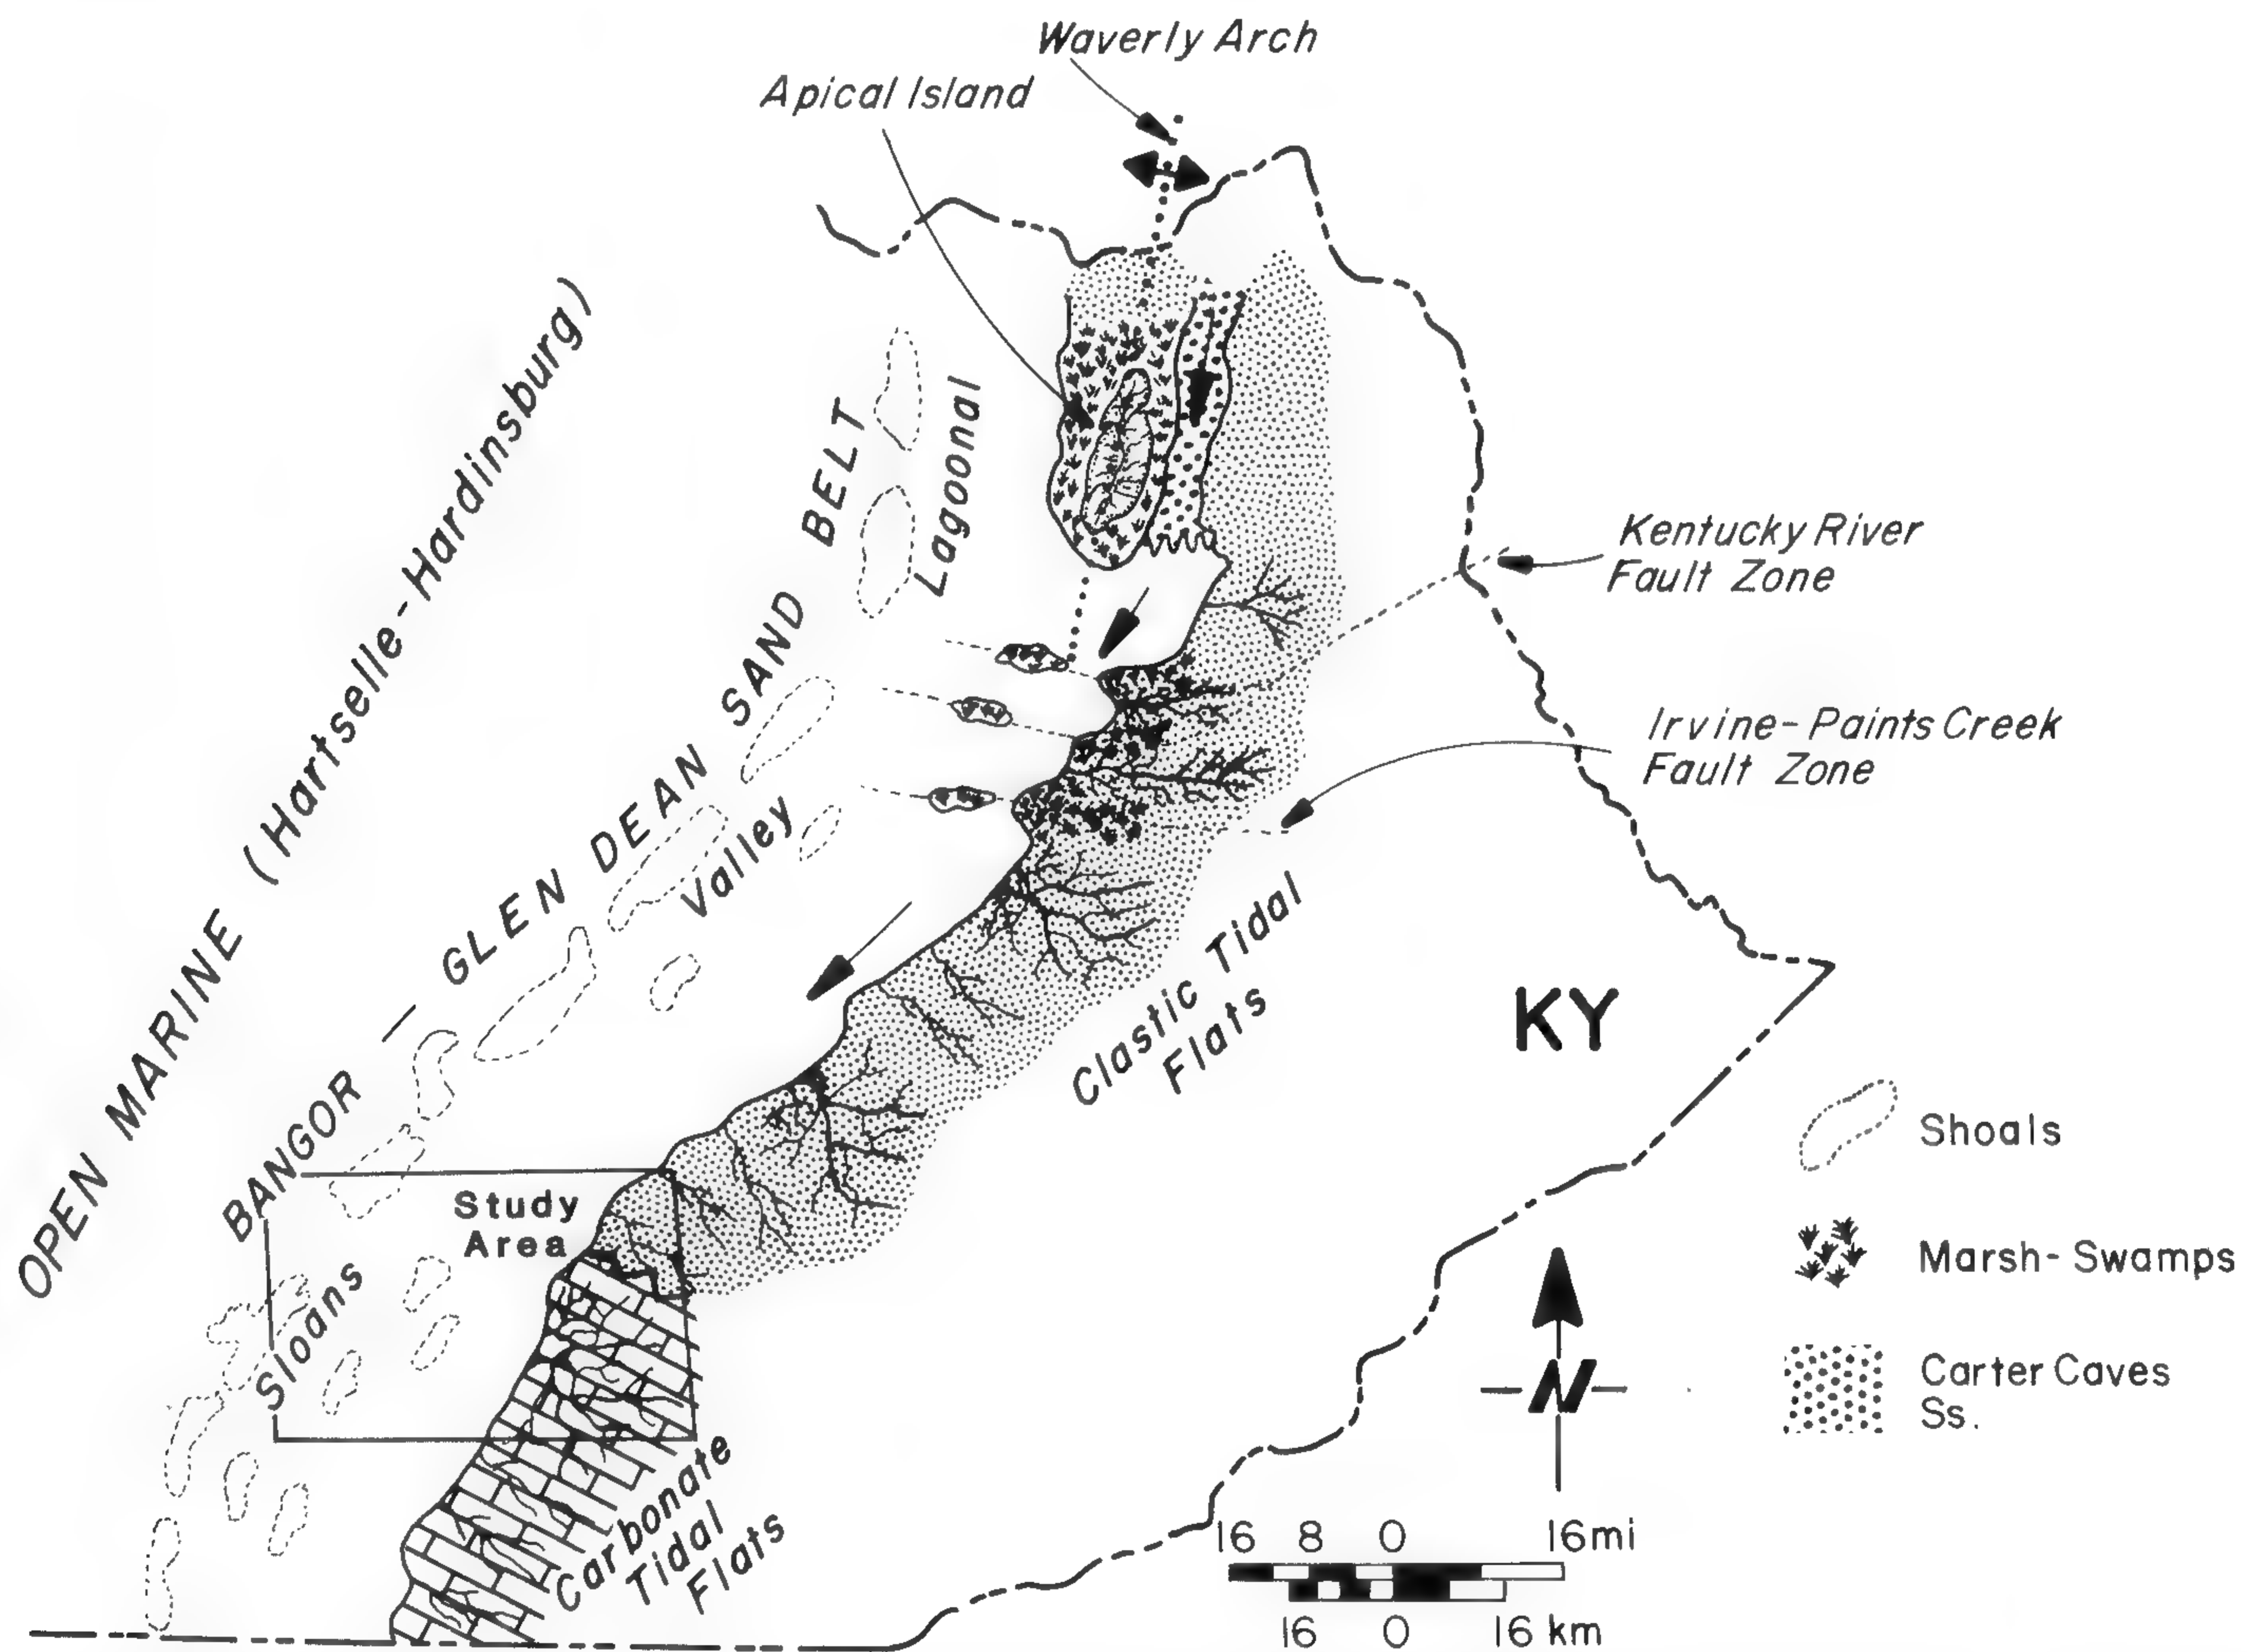 Waverly Arch
Apical Island
OPEN MARINE (Hartselle-Hardinsburg)
BANGOR — GLEN DEAN SAND BELT
Lagoonal
Valley
Sloans
Kentucky River
Fault Zone
Irvine-Paints Creek
Fault Zone
Clastic Tidal
Flats
KY
Study
Area
Carbonate
Tidal
Flats
Shoals
Marsh-Swamps
Carter Caves
Ss.
N
16 8 0 16mi
16 0 16 km